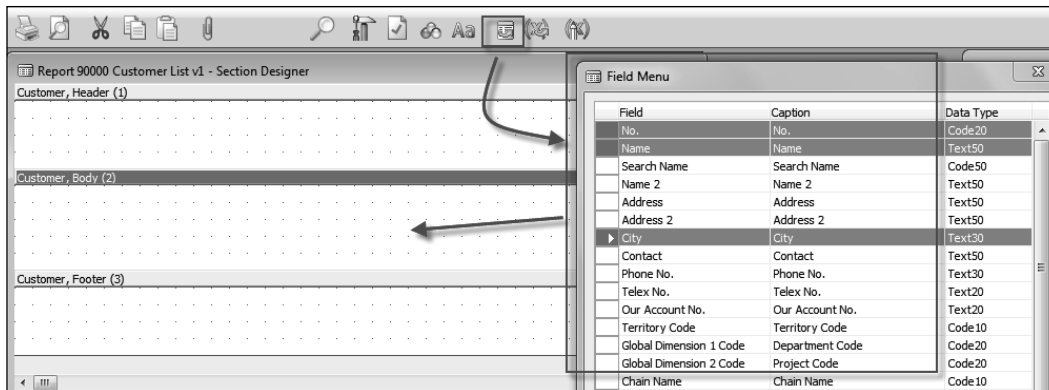 Aa
Report 90000 Customer List v1 - Section Designer
Customer, Header (1)
Customer, Body (2)
Customer, Footer (3)
Field Menu
Field Caption Data Type
No. No. Code20
Name Name Text50
Search Name Search Name Code50
Name 2 Name 2 Text50
Address Address Text50
Address 2 Address 2 Text50
City City Text30
Contact Contact Text50
Phone No. Phone No. Text30
Telex No. Telex No. Text20
Our Account No. Our Account No. Text20
Territory Code Territory Code Code10
Global Dimension 1 Code Department Code Code20
Global Dimension 2 Code Project Code Code20
Chain Name Chain Name Code10